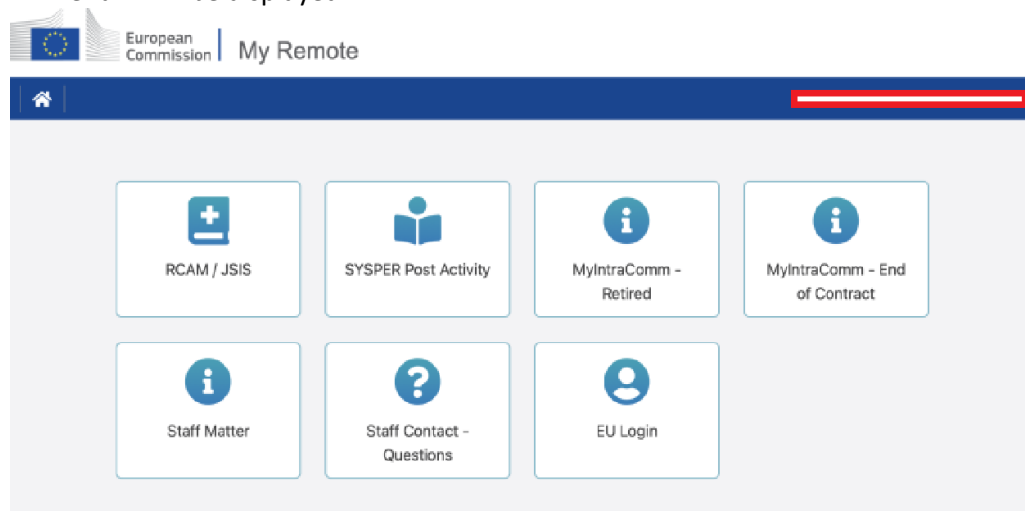 European
Commission
My Remote
RCAM / JSIS
SYSPER Post Activity
MyIntraComm -
Retired
MyIntraComm - End
of Contract
Staff Matter
Staff Contact -
Questions
EU Login